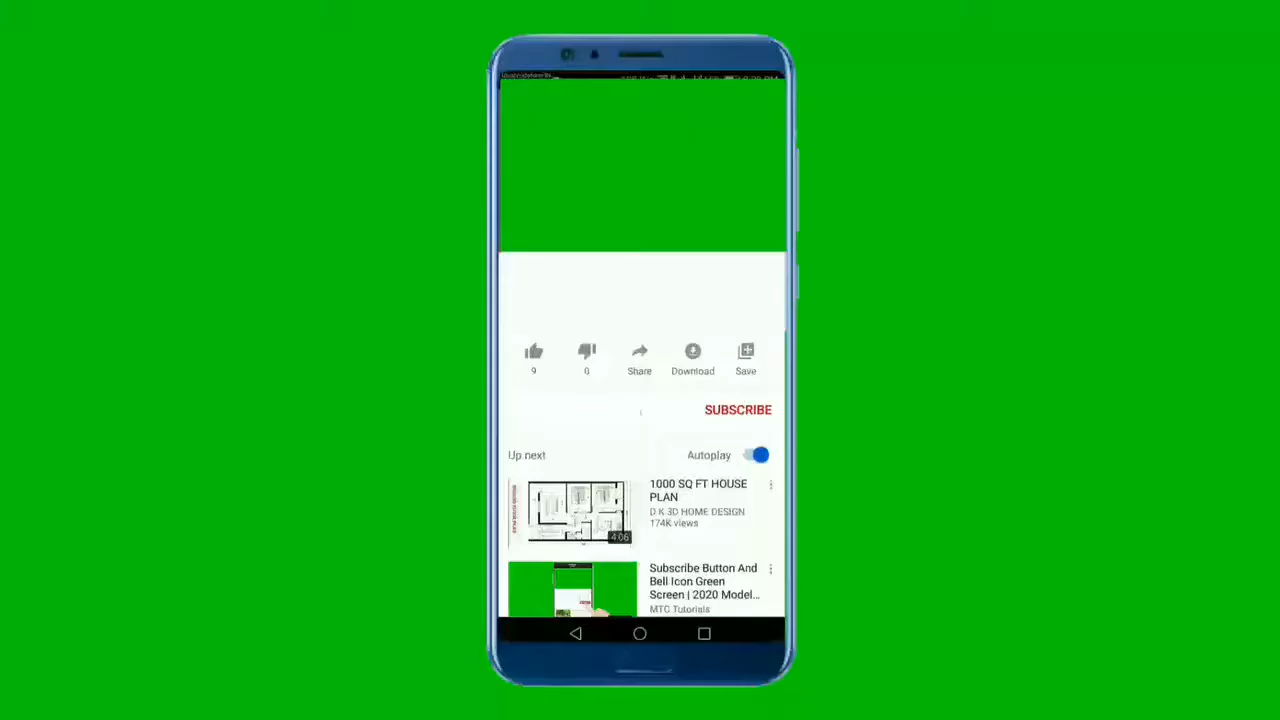 9
0
Share
Download
Save
SUBSCRIBE
Up next
Autoplay
1000 SQ FT HOUSE
PLAN
D K 3D HOME DESIGN
174K views
4:06
Subscribe Button And
Bell Icon Green
Screen | 2020 Model...
MTC Tutorials